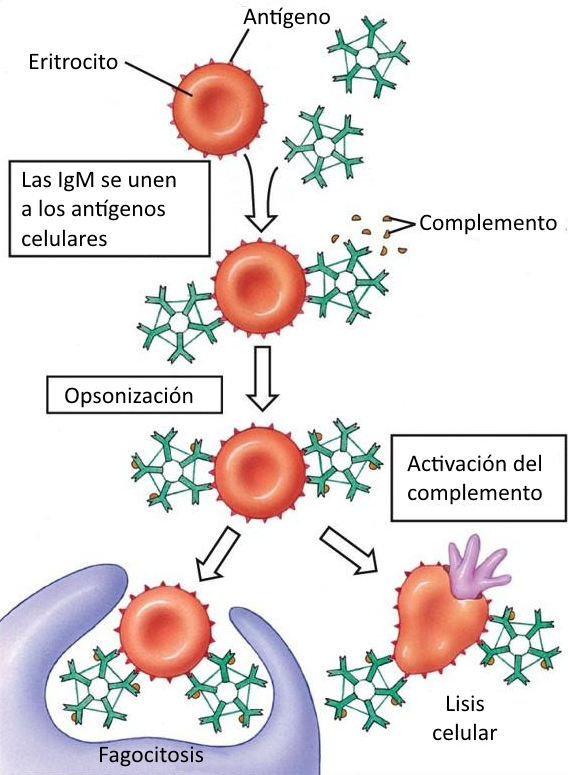 Antígeno
Eritrocito
Las IgM se unen
a los antígenos
celulares
Complemento
Opsonización
Activación del
complemento
Lisis
celular
Fagocitosis